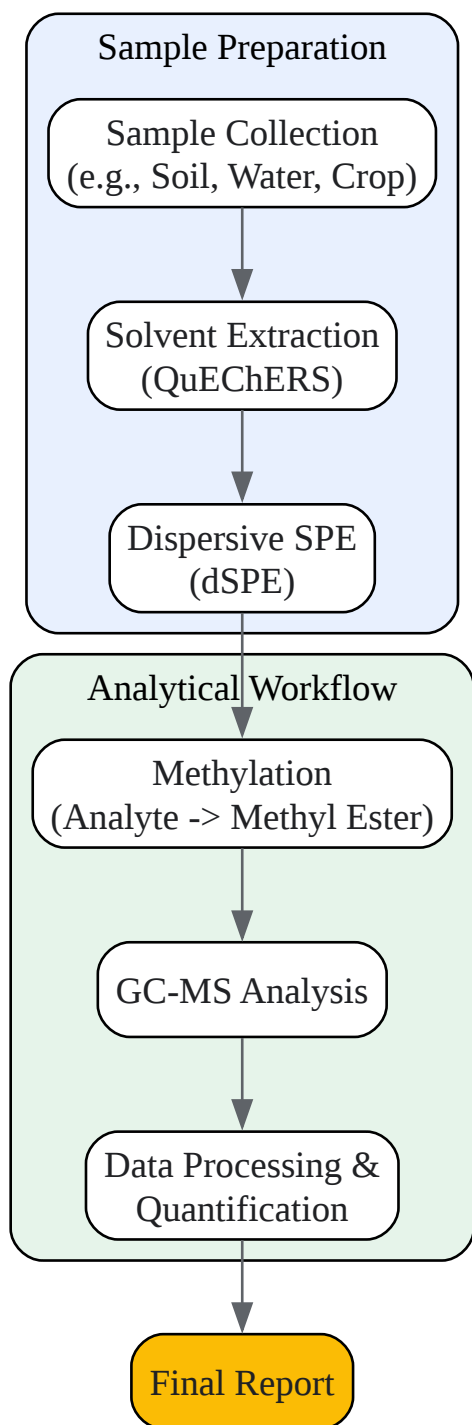 Sample Preparation
Sample Collection
(e.g., Soil, Water, Crop)
Solvent Extraction
(QuEChERS)
Dispersive SPE
(dSPE)
Analytical Workflow
Methylation
(Analyte -> Methyl Ester)
GC-MS Analysis
Data Processing &
Quantification
Final Report